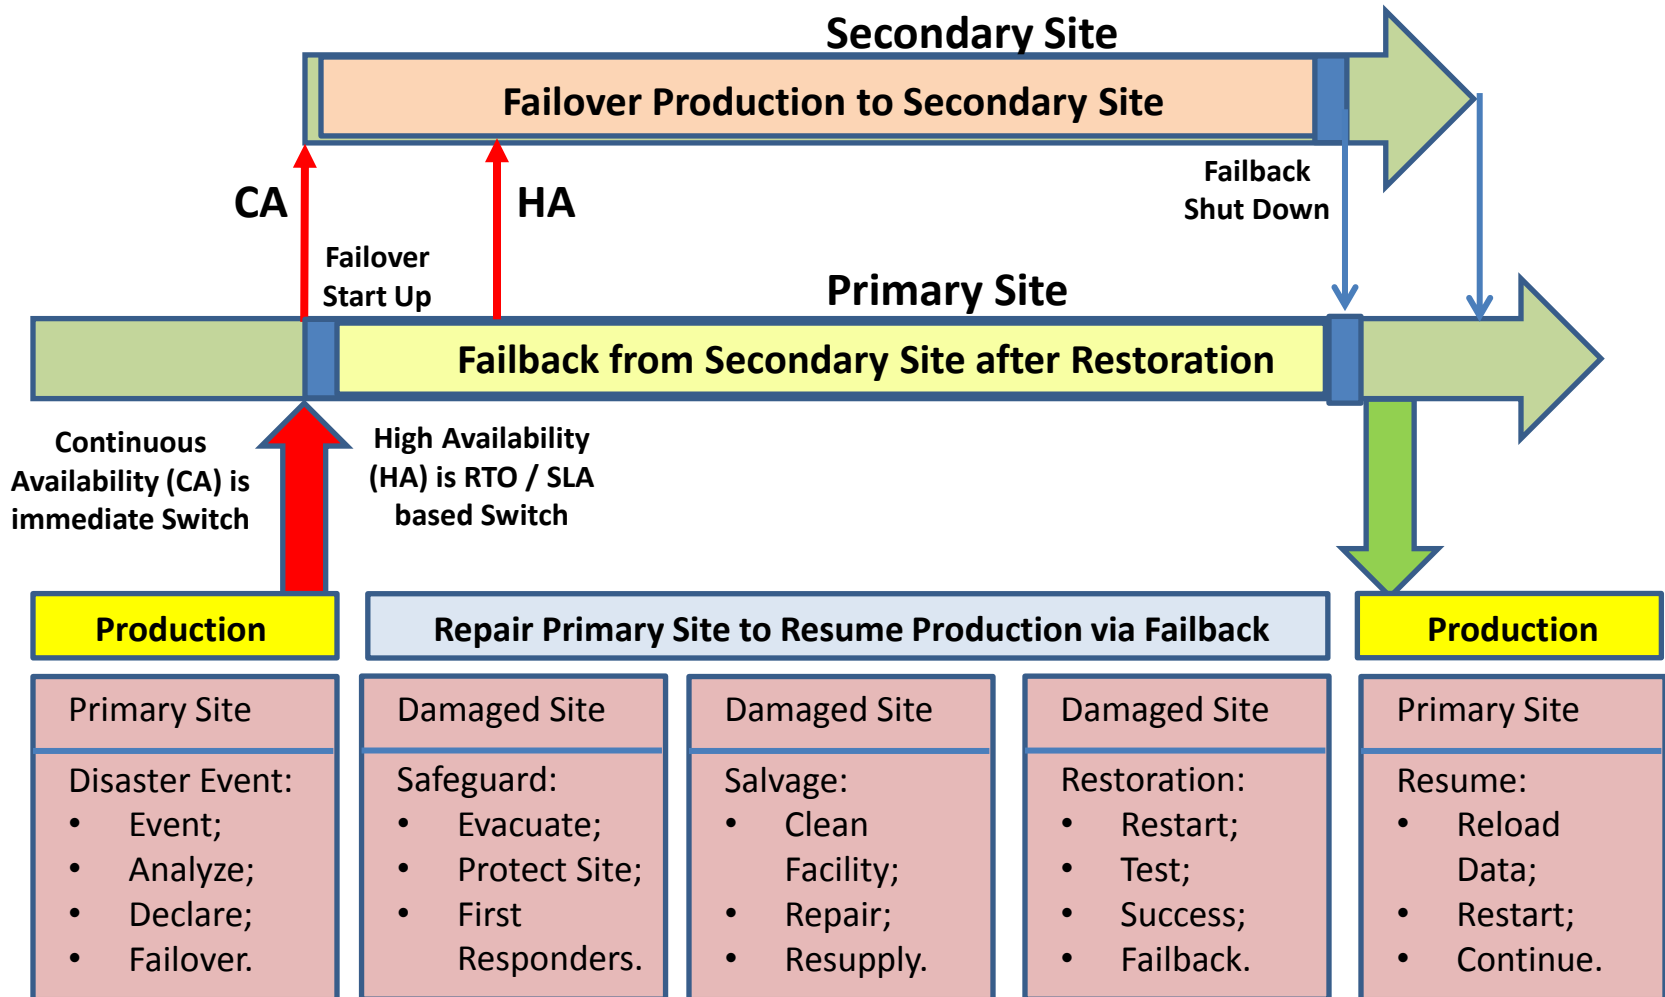 Secondary Site
Failover Production to Secondary Site
CA
HA
Failback
Shut Down
Failover
Start Up
Primary Site
Failback from Secondary Site after Restoration
Continuous
Availability (CA) is
immediate Switch
High Availability
(HA) is RTO / SLA
based Switch
Production
Repair Primary Site to Resume Production via Failback
Production
Primary Site
Disaster Event:
• Event;
• Analyze;
• Declare;
• Failover.
Damaged Site
Safeguard:
• Evacuate;
• Protect Site;
• First
Responders.
Damaged Site
Salvage:
• Clean
Facility;
• Repair;
• Resupply.
Damaged Site
Restoration:
• Restart;
• Test;
• Success;
• Failback.
Primary Site
Resume:
• Reload
Data;
• Restart;
• Continue.